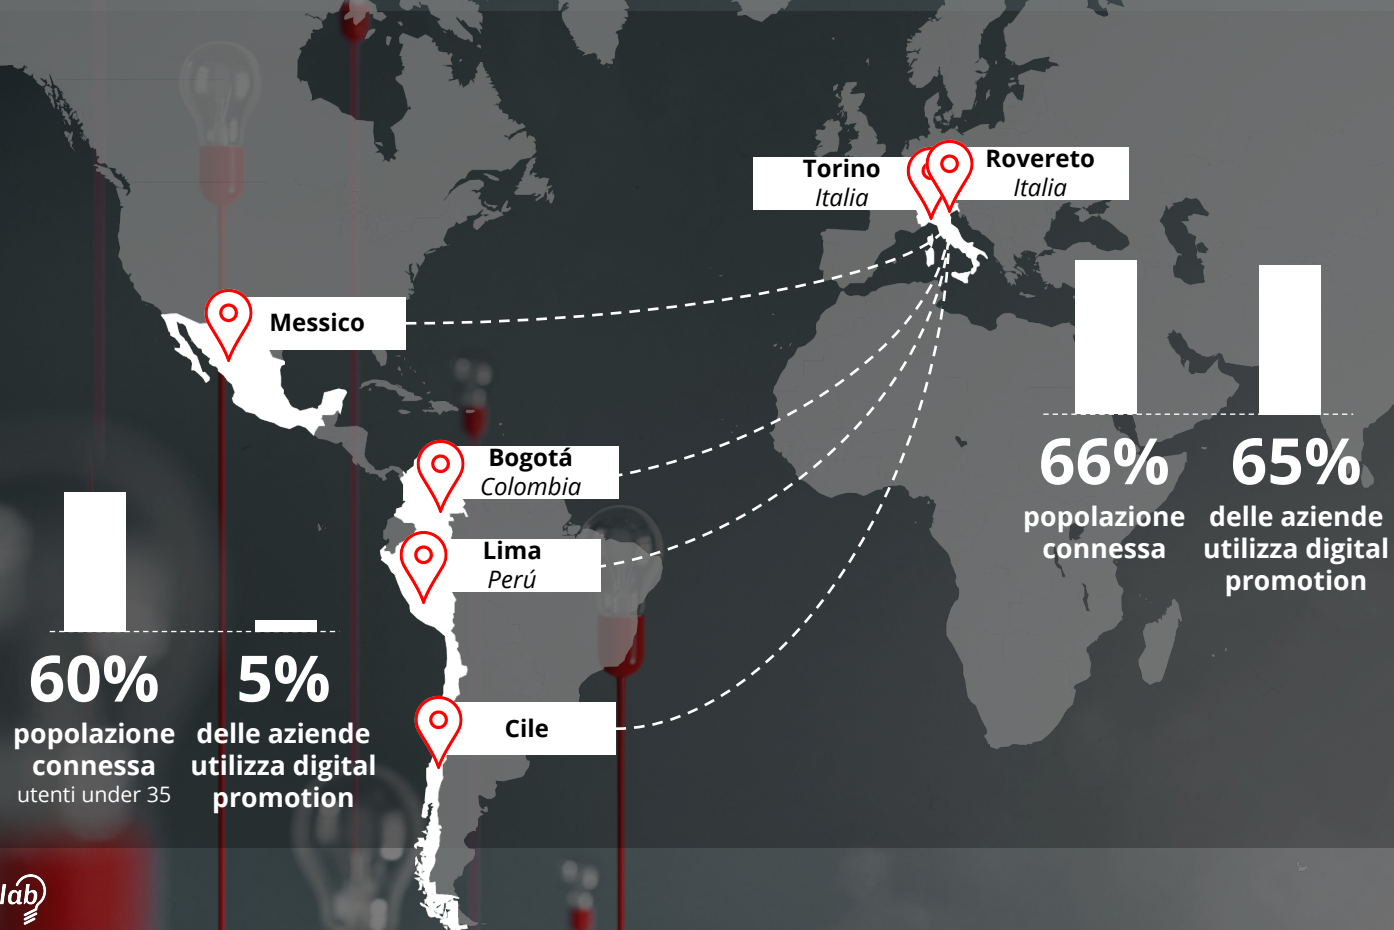 Torino
Italia
Rovereto
Italia
Messico
Bogotá
Colombia
Lima
Perú
Cile
66%
popolazione
connessa
65%
delle aziende
utilizza digital
promotion
60%
popolazione
connessa
utenti under 35
5%
delle aziende
utilizza digital
promotion
lab